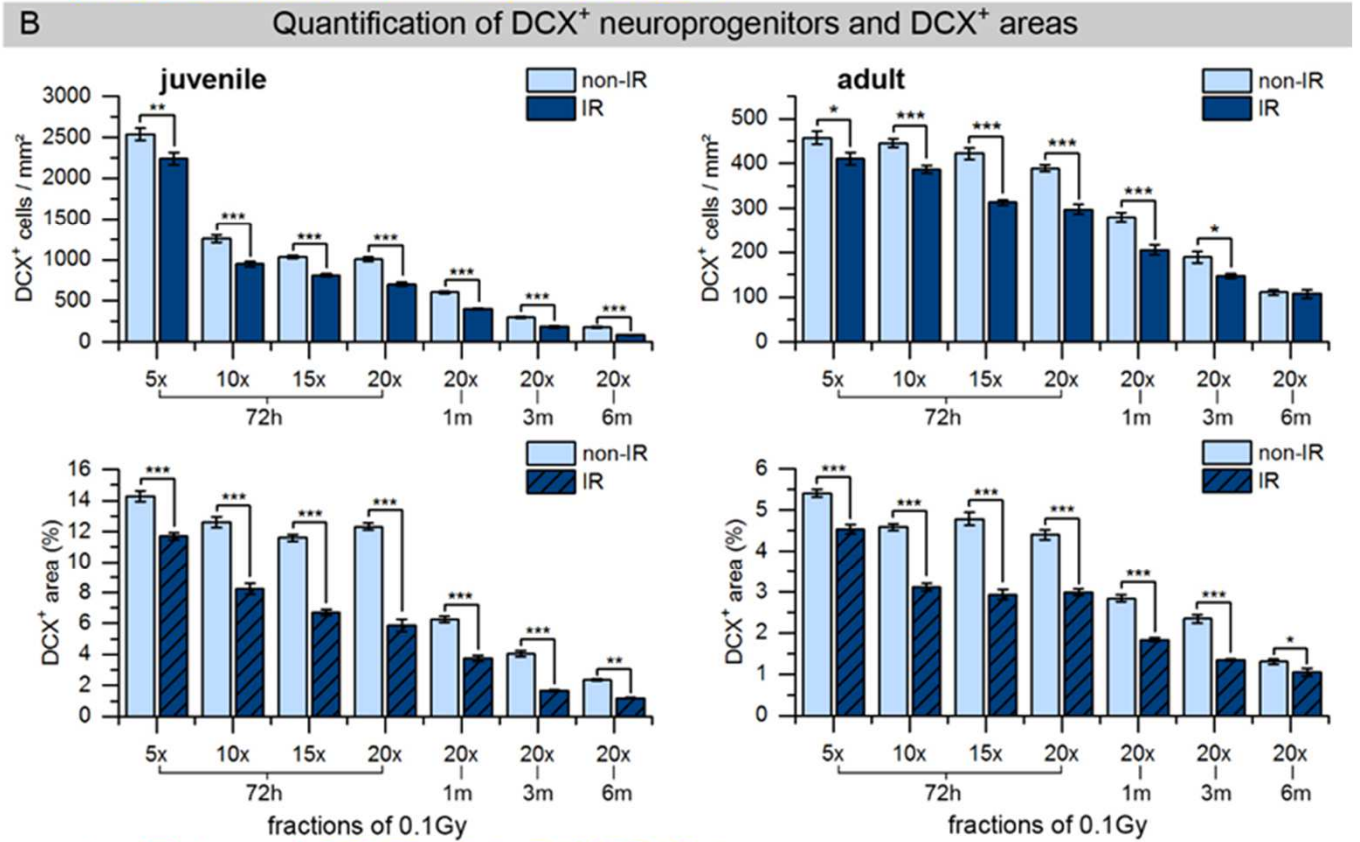 B Quantification of DCX⁺ neuroprogenitors and DCX⁺ areas
juvenile
non-IR
IR
DCX⁺ cells / mm²
3000
2500
2000
1500
1000
500
0
** *** *** *** *** *** ***
5x 10x 15x 20x 20x 20x 20x
72h 1m 3m 6m
adult
non-IR
IR
DCX⁺ cells / mm²
500
400
300
200
100
0
* *** *** *** *** *
5x 10x 15x 20x 20x 20x 20x
72h 1m 3m 6m
non-IR
IR
DCX⁺ area (%)
16
14
12
10
8
6
4
2
0
*** *** *** *** *** *** **
5x 10x 15x 20x 20x 20x 20x
72h 1m 3m 6m
fractions of 0.1Gy
non-IR
IR
DCX⁺ area (%)
6
5
4
3
2
1
0
*** *** *** *** *** *** *
5x 10x 15x 20x 20x 20x 20x
72h 1m 3m 6m
fractions of 0.1Gy